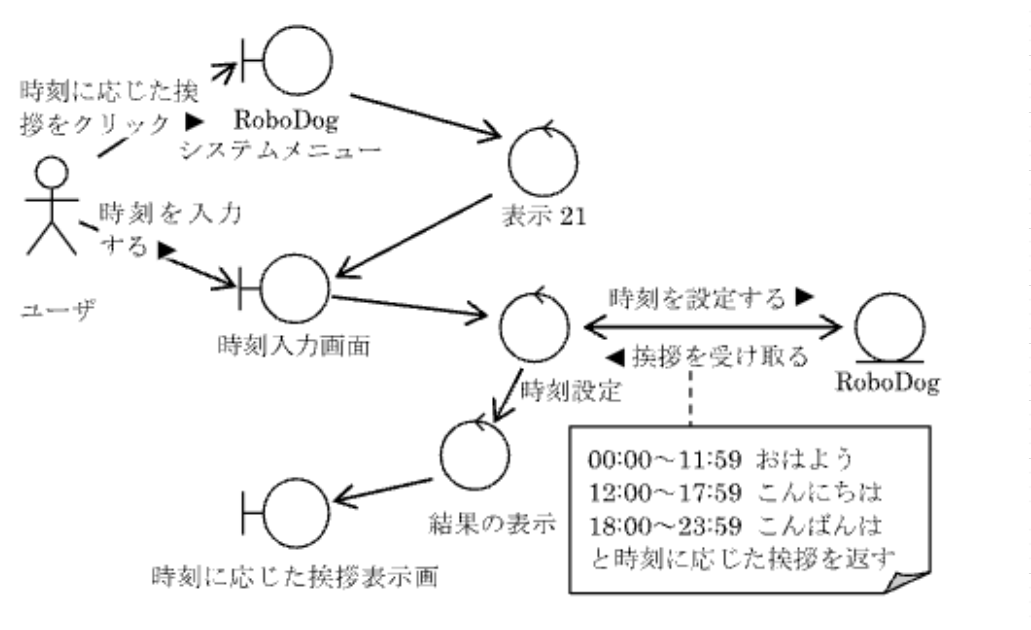 時刻に応じた挨
拶をクリック ▶
RoboDog
システムメニュー
表示 21
時刻を入力
する ▶
ユーザ
時刻入力画面
時刻を設定する ▶
◀ 挨拶を受け取る
RoboDog
時刻設定
00:00～11:59 おはよう
12:00～17:59 こんにちは
18:00～23:59 こんばんは
と時刻に応じた挨拶を返す
結果の表示
時刻に応じた挨拶表示画